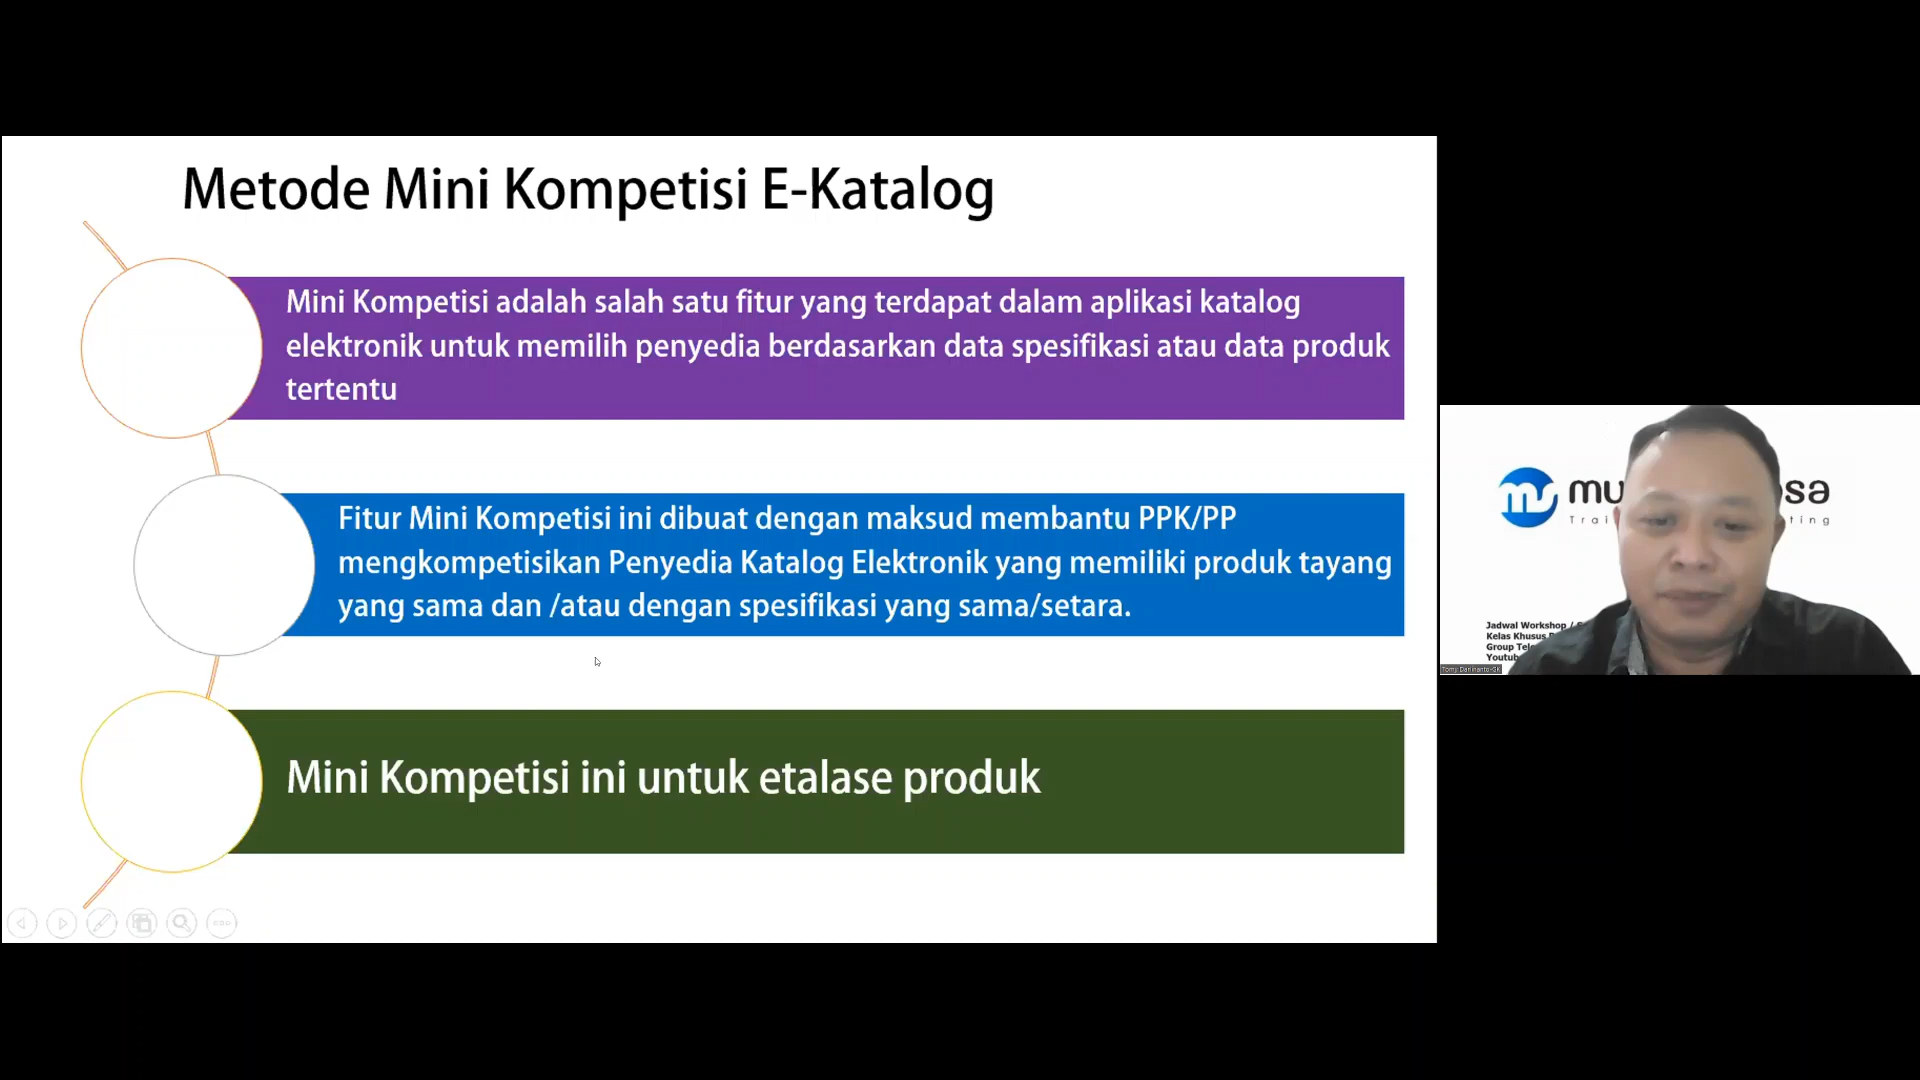 Metode Mini Kompetisi E-Katalog
Mini Kompetisi adalah salah satu fitur yang terdapat dalam aplikasi katalog
elektronik untuk memilih penyedia berdasarkan data spesifikasi atau data produk
tertentu
Fitur Mini Kompetisi ini dibuat dengan maksud membantu PPK/PP
mengkompetisikan Penyedia Katalog Elektronik yang memiliki produk tayang
yang sama dan /atau dengan spesifikasi yang sama/setara.
Mini Kompetisi ini untuk etalase produk
Jadwal Workshop /
Kelas Khusus
Group